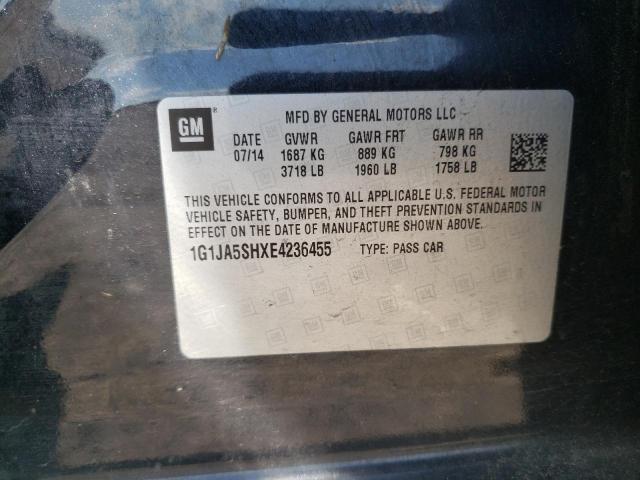 GM ®
MFD BY GENERAL MOTORS LLC
DATE GVWR GAWR FRT GAWR RR
07/14 1687 KG 889 KG 798 KG
3718 LB 1960 LB 1758 LB
THIS VEHICLE CONFORMS TO ALL APPLICABLE U.S. FEDERAL MOTOR
VEHICLE SAFETY, BUMPER, AND THEFT PREVENTION STANDARDS IN
EFFECT ON THE DATE OF MANUFACTURE SHOWN ABOVE.
1G1JA5SHXE4236455 TYPE: PASS CAR